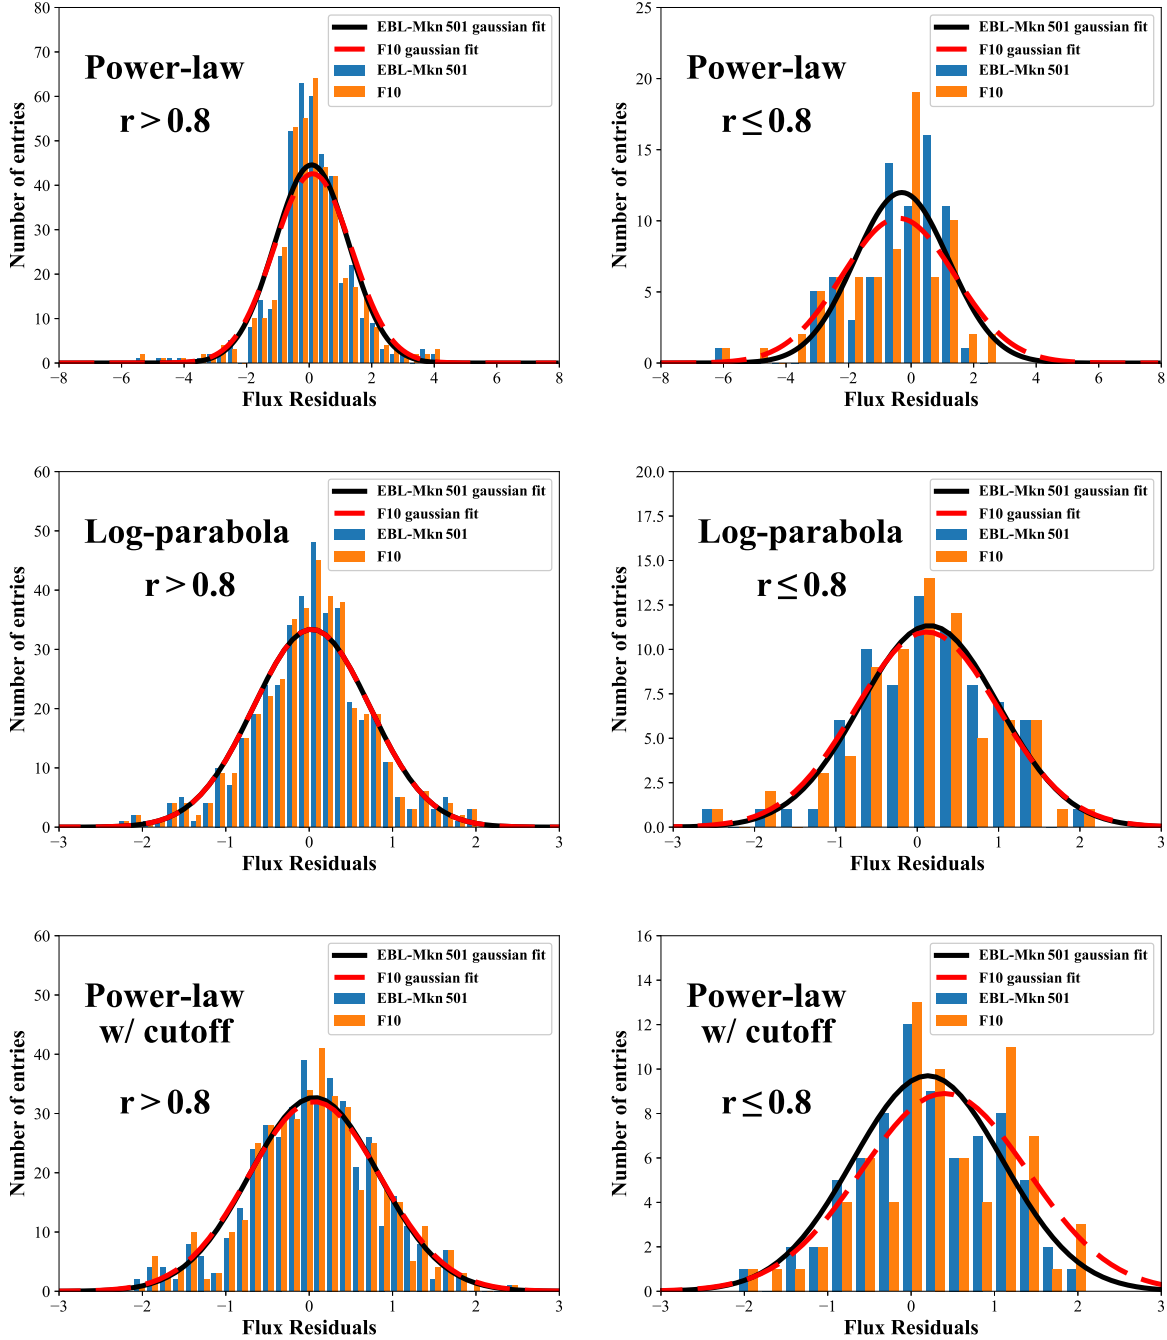 80
70
60
50
40
30
20
10
0
Number of entries
Power-law
r > 0.8
EBL-Mkn 501 gaussian fit
F10 gaussian fit
EBL-Mkn 501
F10
−8 −6 −4 −2 0 2 4 6 8
Flux Residuals
25
20
15
10
5
0
Number of entries
Power-law
r ≤ 0.8
EBL-Mkn 501 gaussian fit
F10 gaussian fit
EBL-Mkn 501
F10
−8 −6 −4 −2 0 2 4 6 8
Flux Residuals
60
50
40
30
20
10
0
Number of entries
Log-parabola
r > 0.8
EBL-Mkn 501 gaussian fit
F10 gaussian fit
EBL-Mkn 501
F10
−3 −2 −1 0 1 2 3
Flux Residuals
20.0
17.5
15.0
12.5
10.0
7.5
5.0
2.5
0.0
Number of entries
Log-parabola
r ≤ 0.8
EBL-Mkn 501 gaussian fit
F10 gaussian fit
EBL-Mkn 501
F10
−3 −2 −1 0 1 2 3
Flux Residuals
60
50
40
30
20
10
0
Number of entries
Power-law
w/ cutoff
r > 0.8
EBL-Mkn 501 gaussian fit
F10 gaussian fit
EBL-Mkn 501
F10
−3 −2 −1 0 1 2 3
Flux Residuals
16
14
12
10
8
6
4
2
0
Number of entries
Power-law
w/ cutoff
r ≤ 0.8
EBL-Mkn 501 gaussian fit
F10 gaussian fit
EBL-Mkn 501
F10
−3 −2 −1 0 1 2 3
Flux Residuals